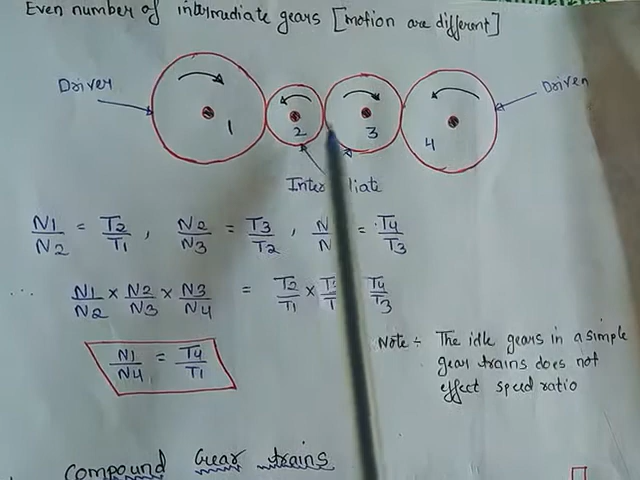 Even number of intermediate gears [motion are different]
Driver
Driven
1
2
3
4
N1/N2 = T2/T1 , N2/N3 = T3/T2 , = T4/T3
∴ N1/N2 × N2/N3 × N3/N4 = T2/T1 × × T4/T3
N1/N4 = T4/T1
Note ÷ The idle gears in a simple
gear trains does not
effect speed ratio
Compound Gear trains